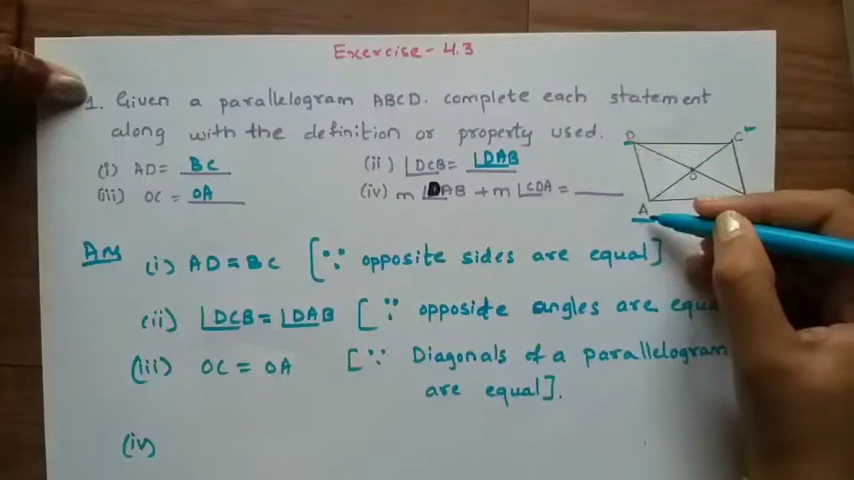 Exercise - 4.3
1. Given a parallelogram ABCD. complete each statement
along with the definition or property used.
(i) AD = BC (ii) ∠DCB = ∠DAB
(iii) OC = OA (iv) m ∠DAB + m ∠CDA = ______
D C
O
A
Ans (i) AD = BC [∵ opposite sides are equal]
(ii) ∠DCB = ∠DAB [∵ opposite angles are equa
(iii) OC = OA [∵ Diagonals of a parallelogram
are equal].
(iv)